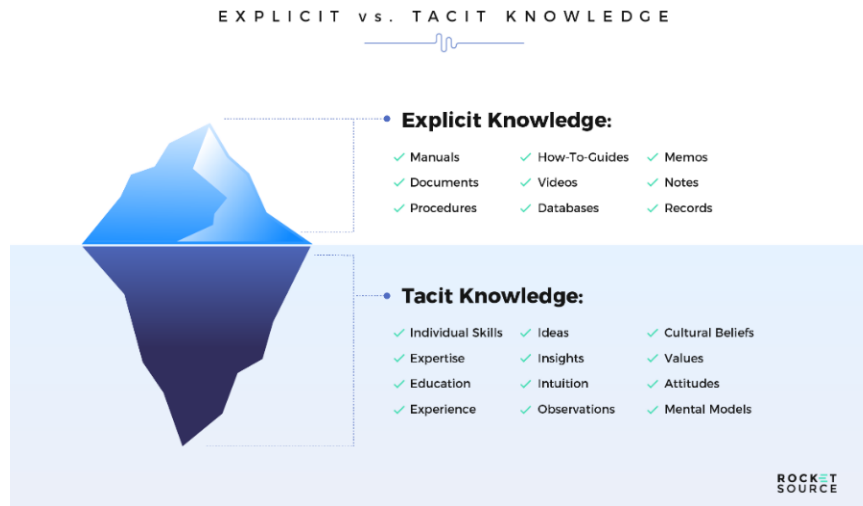 EXPLICIT vs. TACIT KNOWLEDGE
Explicit Knowledge:
Manuals
Documents
Procedures
How-To-Guides
Videos
Databases
Memos
Notes
Records
Tacit Knowledge:
Individual Skills
Expertise
Education
Experience
Ideas
Insights
Intuition
Observations
Cultural Beliefs
Values
Attitudes
Mental Models
ROCKET
SOURCE